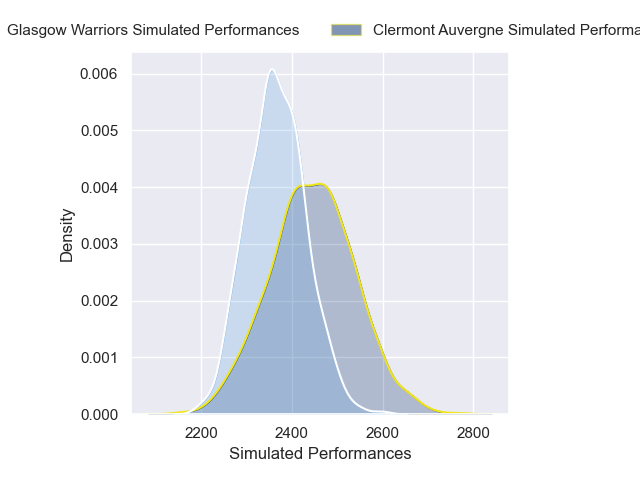 Glasgow Warriors Simulated Performances
Clermont Auvergne Simulated Performa
0.006
0.005
0.004
0.003
0.002
0.001
0.000
Density
2200 2400 2600 2800
Simulated Performances